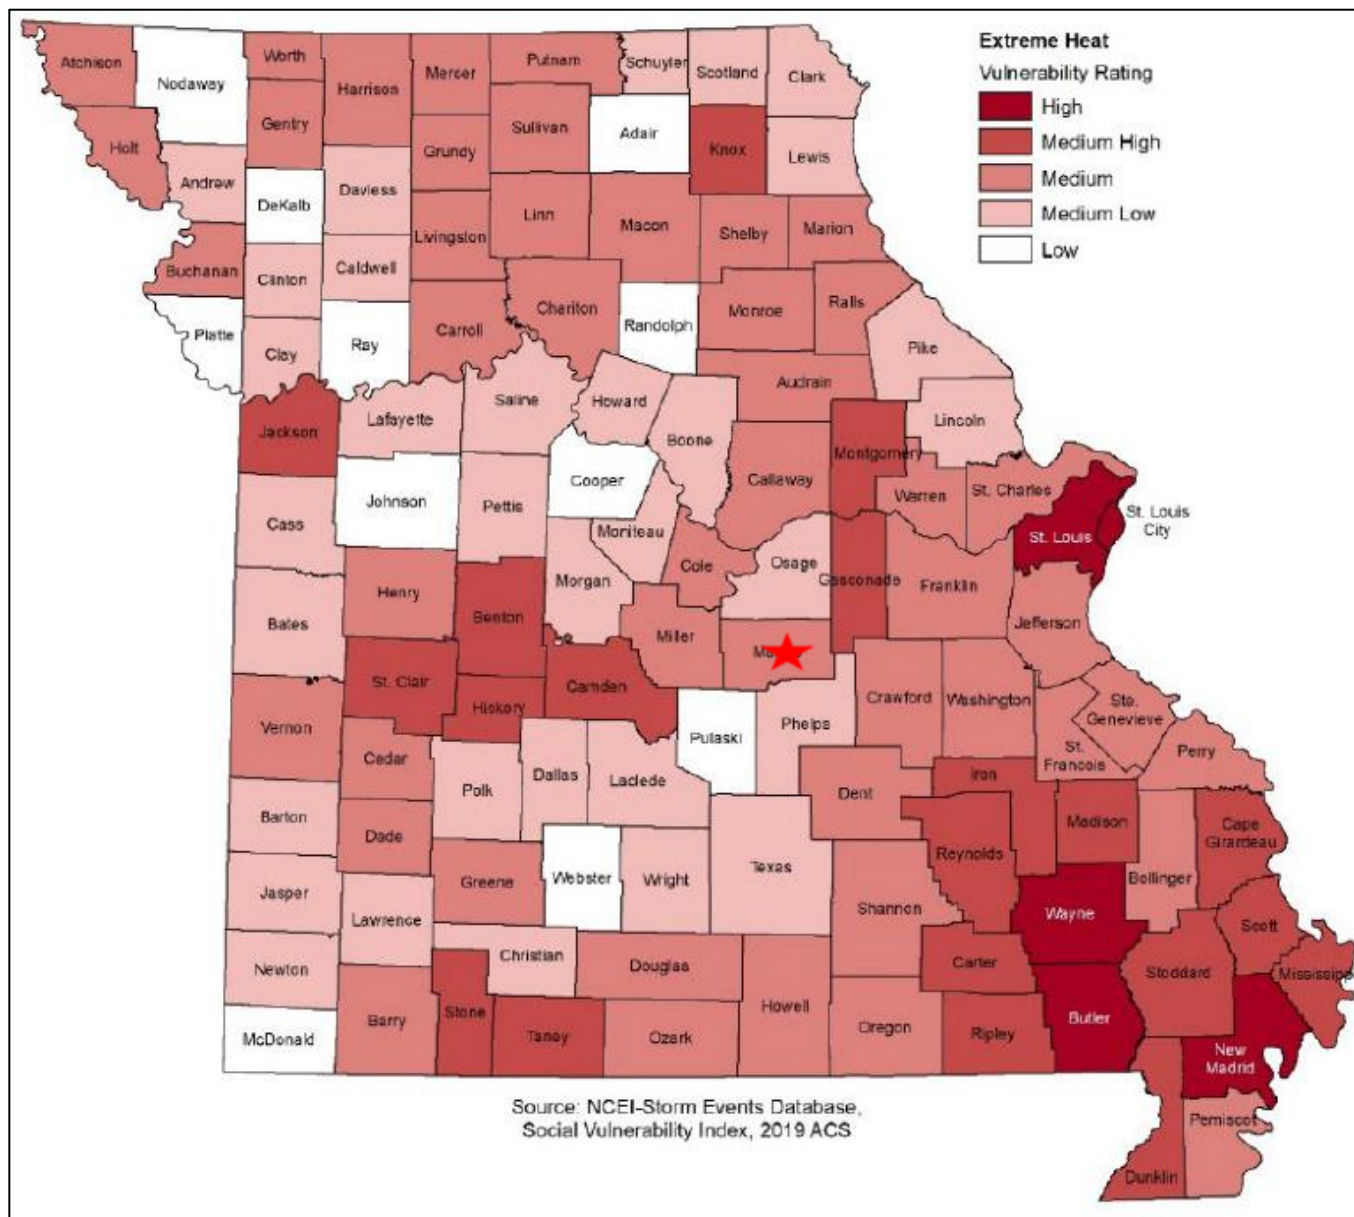 Extreme Heat
Vulnerability Rating
High
Medium High
Medium
Medium Low
Low
Atchison
Nodaway
Worth
Harrison
Mercer
Putnam
Schuyler
Scotland
Clark
Holt
Gentry
Sullivan
Adair
Knox
Lewis
Grundy
Andrew
DeKalb
Daviess
Livingston
Linn
Macon
Shelby
Marion
Buchanan
Clinton
Caldwell
Chariton
Randolph
Monroe
Ralls
Platte
Clay
Ray
Carroll
Pike
Audrain
Jackson
Lafayette
Saline
Howard
Boone
Lincoln
Montgomery
Johnson
Pettis
Cooper
Callaway
Warren
St. Charles
St. Louis
City
St. Louis
Cass
Moniteau
Morgan
Cole
Osage
Gasconade
Franklin
Henry
Benton
Bates
Miller
Jefferson
St. Clair
Hickory
Camden
Crawford
Washington
Ste.
Genevieve
Vernon
Cedar
Pulaski
Phelps
St.
Francois
Perry
Polk
Dallas
Laclede
Dent
Iron
Barton
Dade
Madison
Cape
Girardeau
Reynolds
Jasper
Greene
Webster
Wright
Texas
Bollinger
Lawrence
Shannon
Wayne
Scott
Newton
Christian
Douglas
Carter
Stoddard
Mississippi
Howell
McDonald
Barry
Stone
Taney
Ozark
Oregon
Ripley
Butler
New
Madrid
Pemiscot
Dunklin
Source: NCEI-Storm Events Database,
Social Vulnerability Index, 2019 ACS